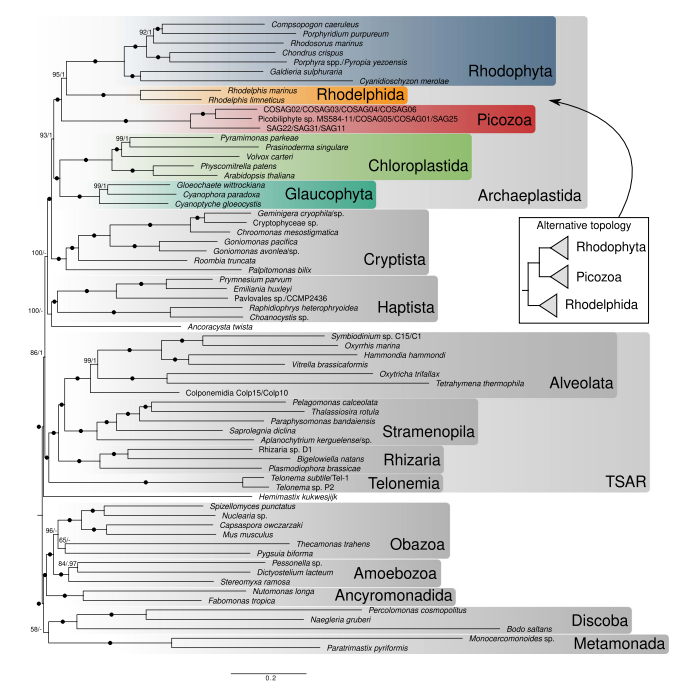 Compsopogon caeruleus
92/1
Porphyridium purpureum
Rhodosorus marinus
Chondrus crispus
Porphyra spp./Pyropia yezoensis
Galdieria sulphuraria
Rhodophyta
95/1
Cyanidioschyzon merolae
Rhodelphis marinus
Rhodelphida
Rhodelphis limneticus
COSAG02/COSAG03/COSAG04/COSAG06
Picobiliphyte sp. MS584-11/COSAG05/COSAG01/SAG25
Picozoa
SAG22/SAG31/SAG11
93/1
99/1
Pyramimonas parkeae
Prasinoderma singulare
Volvox carteri
Chloroplastida
Physcomitrella patens
Arabidopsis thaliana
99/1
Gloeochaete wittrockiana
Cyanophora paradoxa
Glaucophyta
Archaeplastida
Cyanoptyche gloeocystis
Geminigera cryophila/sp.
Cryptophyceae sp.
Chroomonas mesostigmatica
Goniomonas pacifica
Goniomonas avonlea/sp.
100/-
Roombia truncata
Cryptista
Palpitomonas bilix
Prymnesium parvum
Emiliania huxleyi
Pavlovales sp./CCMP2436
Haptista
100/-
Raphidiophrys heterophryoidea
Choanocystis sp.
Ancoracysta twista
Alternative topology
Rhodophyta
Picozoa
Rhodelphida
86/1
Symbiodinium sp. C15/C1
Oxyrrhis marina
Hammondia hammondi
99/1
Vitrella brassicaformis
Oxytricha trifallax
Tetrahymena thermophila
Alveolata
Colponemidia Colp15/Colp10
Pelagomonas calceolata
Thalassiosira rotula
Paraphysomonas bandaiensis
Saprolegnia diclina
Stramenopila
Aplanochytrium kerguelense/sp.
Rhizaria sp. D1
Bigelowiella natans
Rhizaria
Plasmodiophora brassicae
Telonema subtile/Tel-1
Telonemia
TSAR
Telonema sp. P2
Hemimastix kukwesjijk
Spizellomyces punctatus
Nuclearia sp.
Capsaspora owczarzaki
96/-
Mus musculus
65/-
Thecamonas trahens
Obazoa
Pygsuia biforma
84/.97
Pessonella sp.
Dictyostelium lacteum
Amoebozoa
Stereomyxa ramosa
Nutomonas longa
Ancyromonadida
Fabomonas tropica
Percolomonas cosmopolitus
Naegleria gruberi
Discoba
58/-
Bodo saltans
Monocercomonoides sp.
Metamonada
Paratrimastix pyriformis
0.2